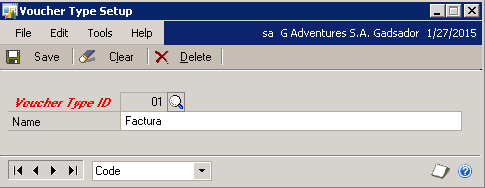 Voucher Type Setup
File Edit Tools Help sa G Adventures S.A. Gadsador 1/27/2015
Save Clear Delete
Voucher Type ID 01
Name Factura
Code